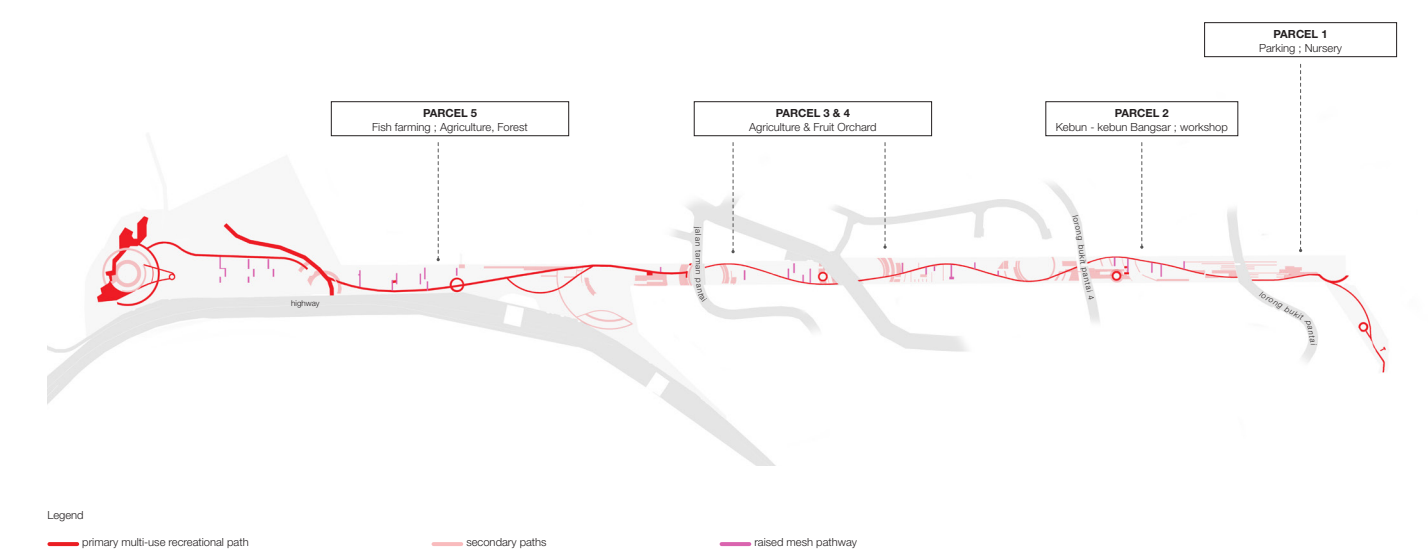 PARCEL 1
Parking ; Nursery
PARCEL 5
Fish farming ; Agriculture, Forest
PARCEL 3 & 4
Agriculture & Fruit Orchard
PARCEL 2
Kebun - kebun Bangsar ; workshop
jalan taman pantai
lorong bukit pantai 4
lorong bukit pantai
highway
Legend
primary multi-use recreational path
secondary paths
raised mesh pathway